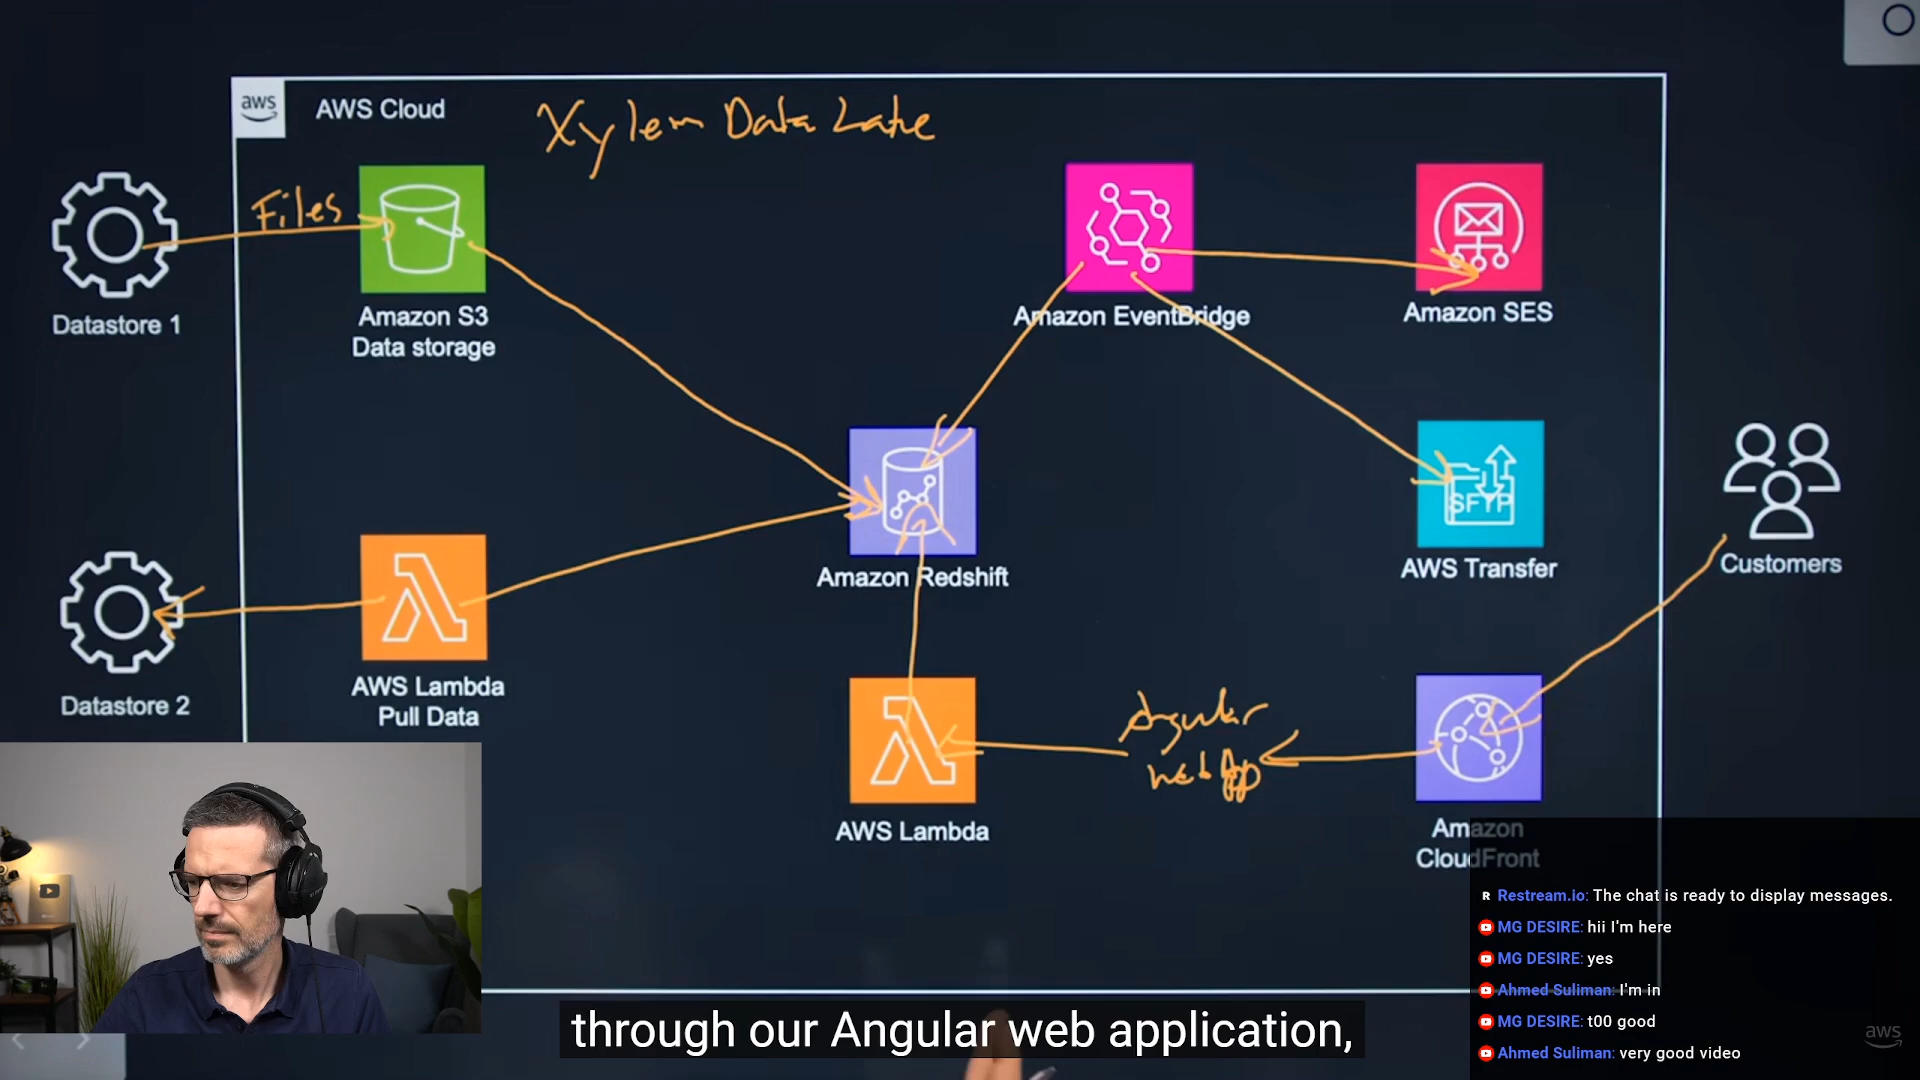 aws
AWS Cloud
Xylem Data Lake
Files
Datastore 1
Amazon S3
Data storage
Amazon EventBridge
Amazon SES
Amazon Redshift
SFTP
AWS Transfer
Customers
Datastore 2
AWS Lambda
Pull Data
Angular
web App
AWS Lambda
Amazon
CloudFront
R Restream.io: The chat is ready to display messages.
MG DESIRE: hii I'm here
MG DESIRE: yes
Ahmed Suliman: I'm in
MG DESIRE: t00 good
Ahmed Suliman: very good video
through our Angular web application,
aws